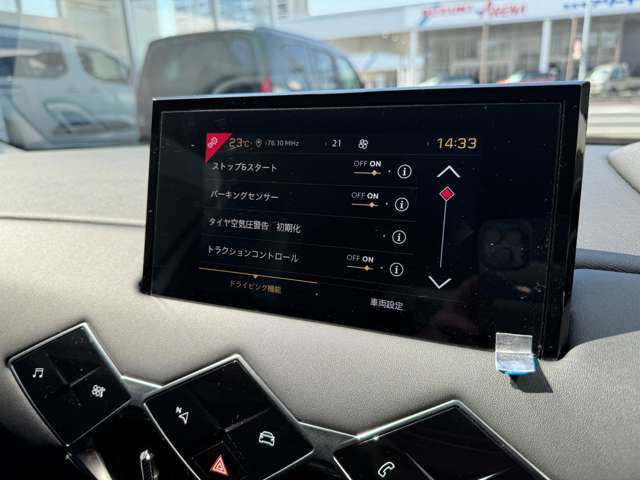 23°C 76.10 MHz 21 14:33
ストップ&スタート OFF ON
パーキングセンサー OFF ON
タイヤ空気圧警告 初期化
トラクションコントロール OFF ON
ドライビング機能 車両設定
N